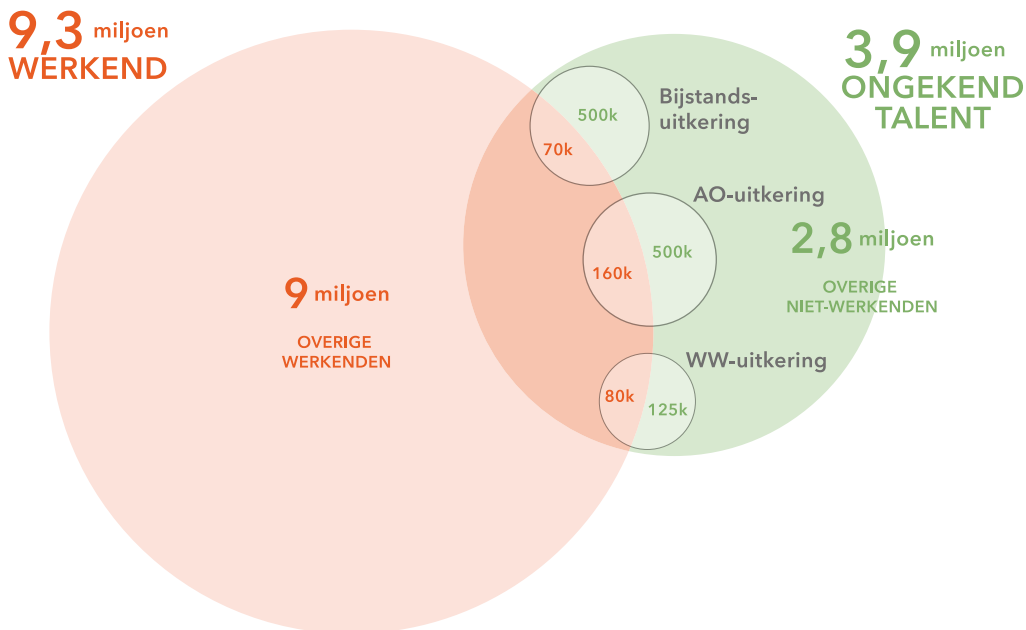 9,3 miljoen
WERKEND
3,9 miljoen
ONGEKEND
TALENT
Bijstands-
uitkering
500k
70k
AO-uitkering
500k
160k
2,8 miljoen
OVERIGE
NIET-WERKENDEN
9 miljoen
OVERIGE
WERKENDEN
WW-uitkering
80k
125k